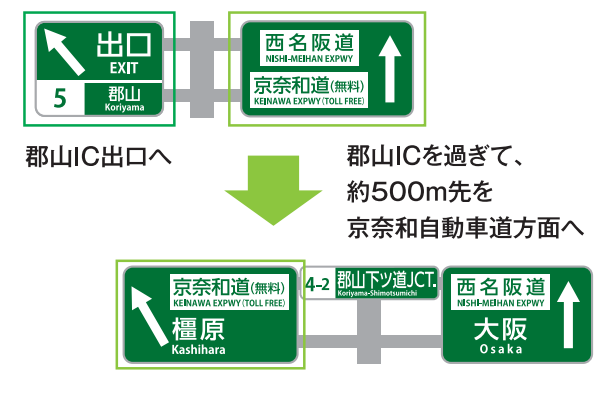 出口
EXIT
5
郡山
Koriyama
西名阪道
NISHI-MEIHAN EXPWY
京奈和道(無料)
KEINAWA EXPWY(TOLL FREE)
郡山IC出口へ
郡山ICを過ぎて、
約500m先を
京奈和自動車道方面へ
京奈和道(無料)
KEINAWA EXPWY(TOLL FREE)
橿原
Kashihara
4-2
郡山下ツ道JCT.
Koriyama-Shimotsumichi
西名阪道
NISHI-MEIHAN EXPWY
大阪
Osaka